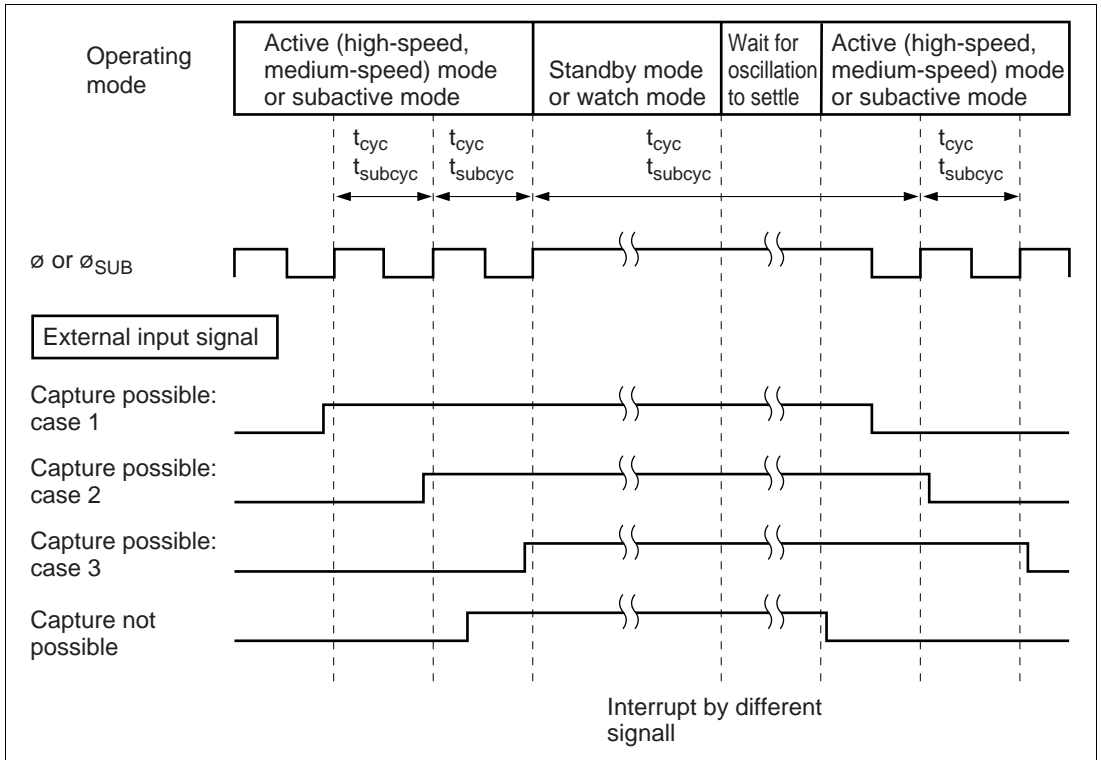 Operating
mode
Active (high-speed,
medium-speed) mode
or subactive mode
Standby mode
or watch mode
Wait for
oscillation
to settle
Active (high-speed,
medium-speed) mode
or subactive mode
tcyc
tsubcyc
tcyc
tsubcyc
tcyc
tsubcyc
tcyc
tsubcyc
ø or øSUB
External input signal
Capture possible:
case 1
Capture possible:
case 2
Capture possible:
case 3
Capture not
possible
Interrupt by different
signall